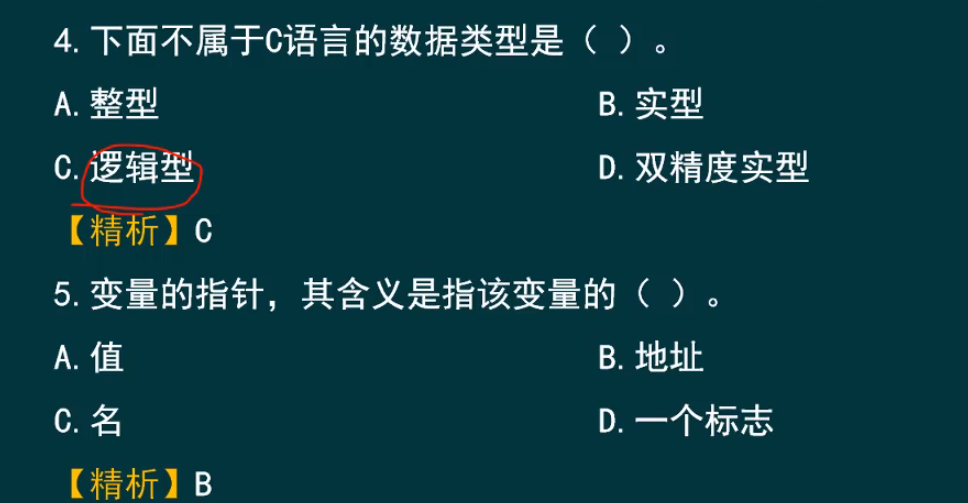 4. 下面不属于C语言的数据类型是（ ）。
A. 整型 B. 实型
C. 逻辑型 D. 双精度实型
【精析】C
5. 变量的指针，其含义是指该变量的（ ）。
A. 值 B. 地址
C. 名 D. 一个标志
【精析】B